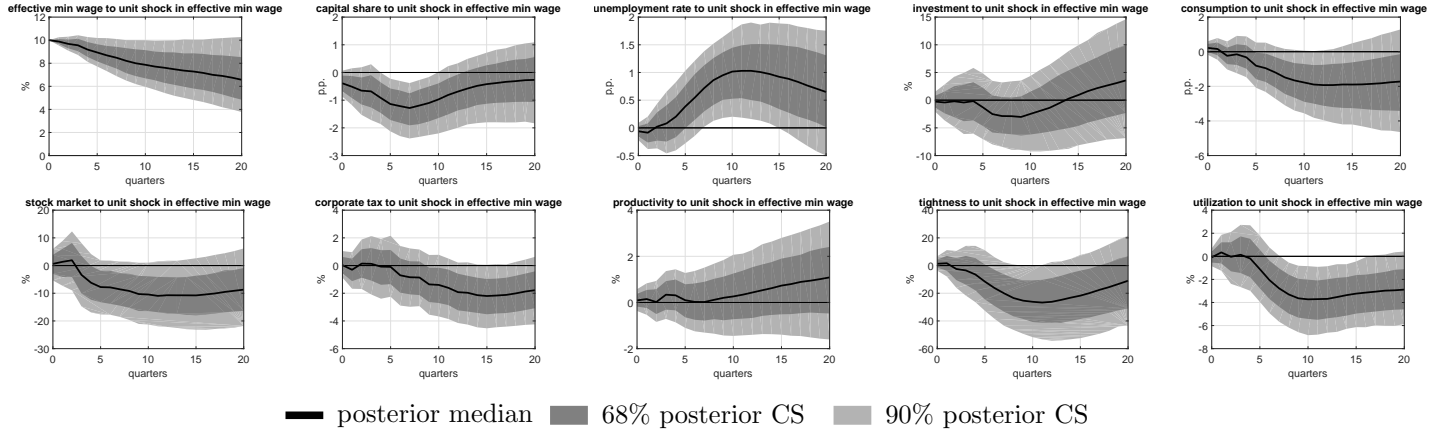 effective min wage to unit shock in effective min wage
capital share to unit shock in effective min wage
unemployment rate to unit shock in effective min wage
investment to unit shock in effective min wage
consumption to unit shock in effective min wage
12
10
8
6
4
2
0
%
0 5 10 15 20
quarters
2
1
0
-1
-2
-3
p.p.
0 5 10 15 20
quarters
2
1.5
1
0.5
0
-0.5
p.p.
0 5 10 15 20
quarters
15
10
5
0
-5
-10
%
0 5 10 15 20
quarters
2
0
-2
-4
-6
p.p.
0 5 10 15 20
quarters
stock market to unit shock in effective min wage
corporate tax to unit shock in effective min wage
productivity to unit shock in effective min wage
tightness to unit shock in effective min wage
utilization to unit shock in effective min wage
20
10
0
-10
-20
-30
%
0 5 10 15 20
quarters
4
2
0
-2
-4
-6
%
0 5 10 15 20
quarters
4
2
0
-2
%
0 5 10 15 20
quarters
40
20
0
-20
-40
-60
%
0 5 10 15 20
quarters
4
2
0
-2
-4
-6
-8
%
0 5 10 15 20
quarters
posterior median 68% posterior CS 90% posterior CS